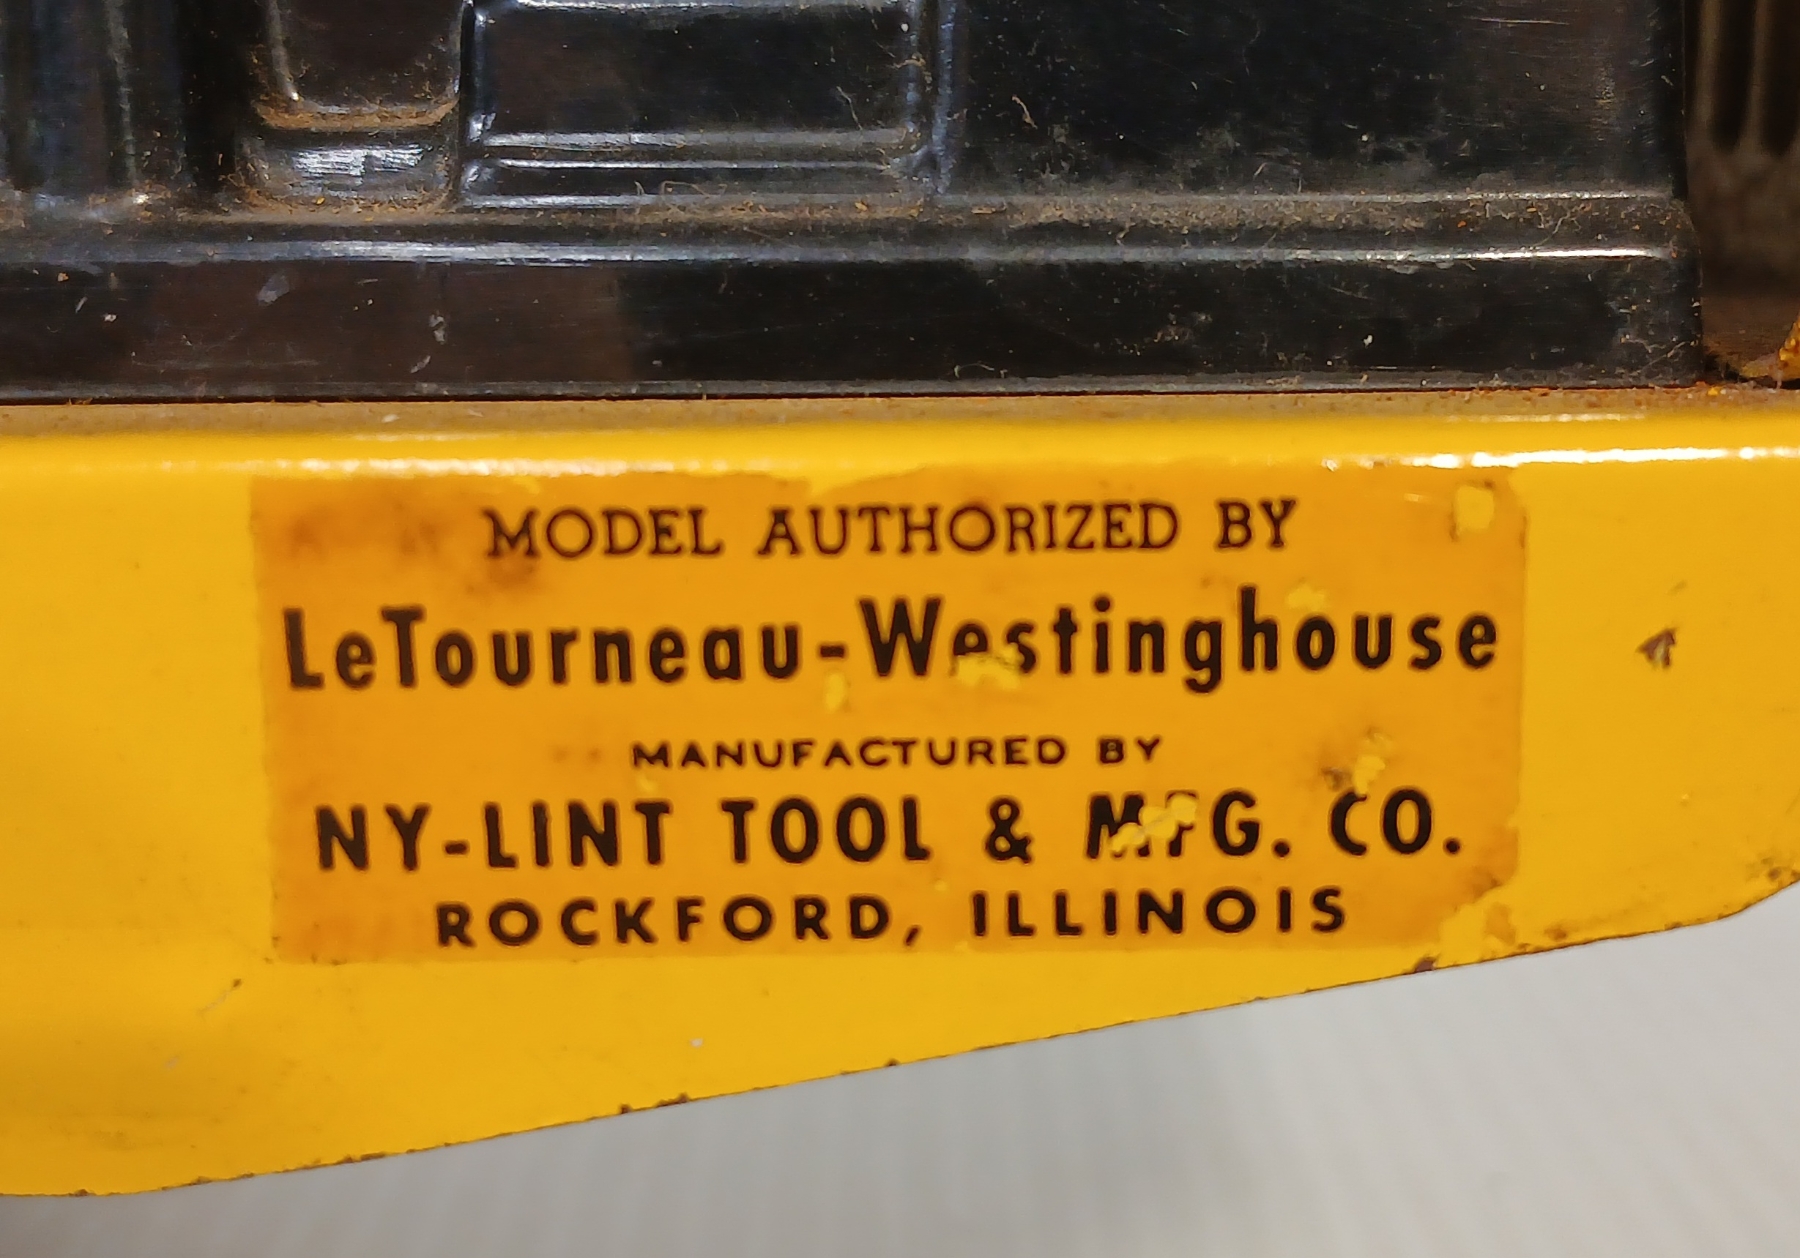 MODEL AUTHORIZED BY
LeTourneau-Westinghouse
MANUFACTURED BY
NY-LINT TOOL & MFG. CO.
ROCKFORD, ILLINOIS